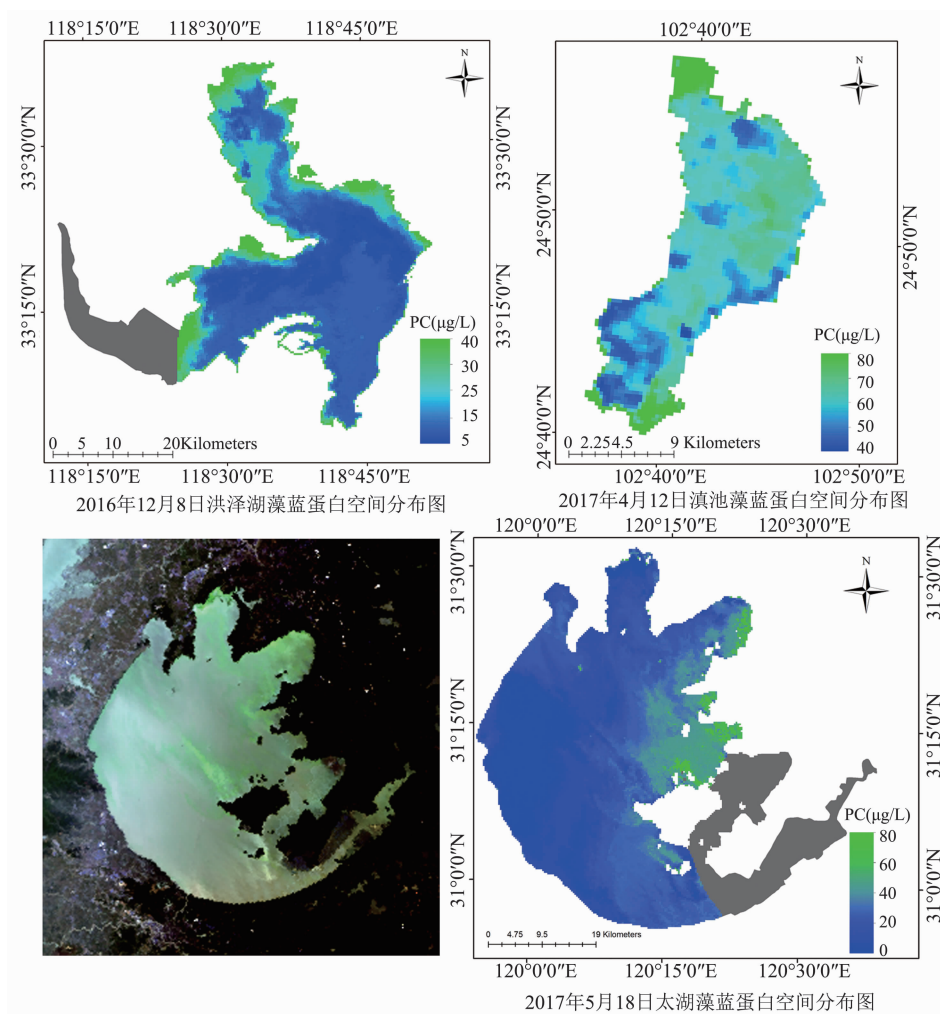 118°15′0″E 118°30′0″E 118°45′0″E
N
33°30′0″N
33°15′0″N
33°30′0″N
33°15′0″N
PC(μg/L)
40
30
25
15
5
0 5 10 20Kilometers
118°15′0″E 118°30′0″E 118°45′0″E
2016年12月8日洪泽湖藻蓝蛋白空间分布图
102°40′0″E
N
24°50′0″N
24°40′0″N
24°50′0″N
PC(μg/L)
80
70
60
50
40
0 2.254.5 9 Kilometers
102°40′0″E 102°50′0″E
2017年4月12日滇池藻蓝蛋白空间分布图
120°0′0″E 120°15′0″E 120°30′0″E
N
31°30′0″N
31°15′0″N
31°0′0″N
31°30′0″N
31°15′0″N
31°0′0″N
PC(μg/L)
80
60
40
20
0
0 4.75 9.5 19 Kilometers
120°0′0″E 120°15′0″E 120°30′0″E
2017年5月18日太湖藻蓝蛋白空间分布图